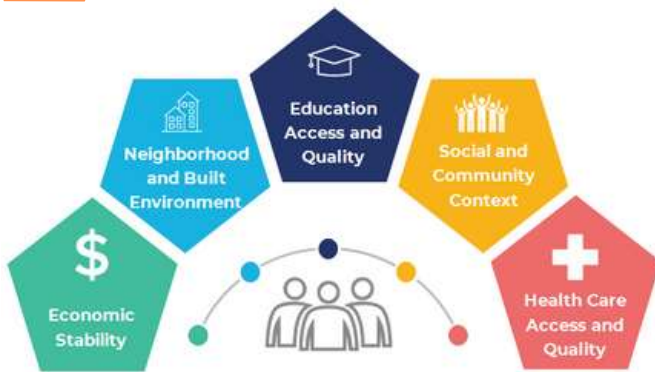 Economic
Stability
Neighborhood
and Built
Environment
Education
Access and
Quality
Social and
Community
Context
Health Care
Access and
Quality